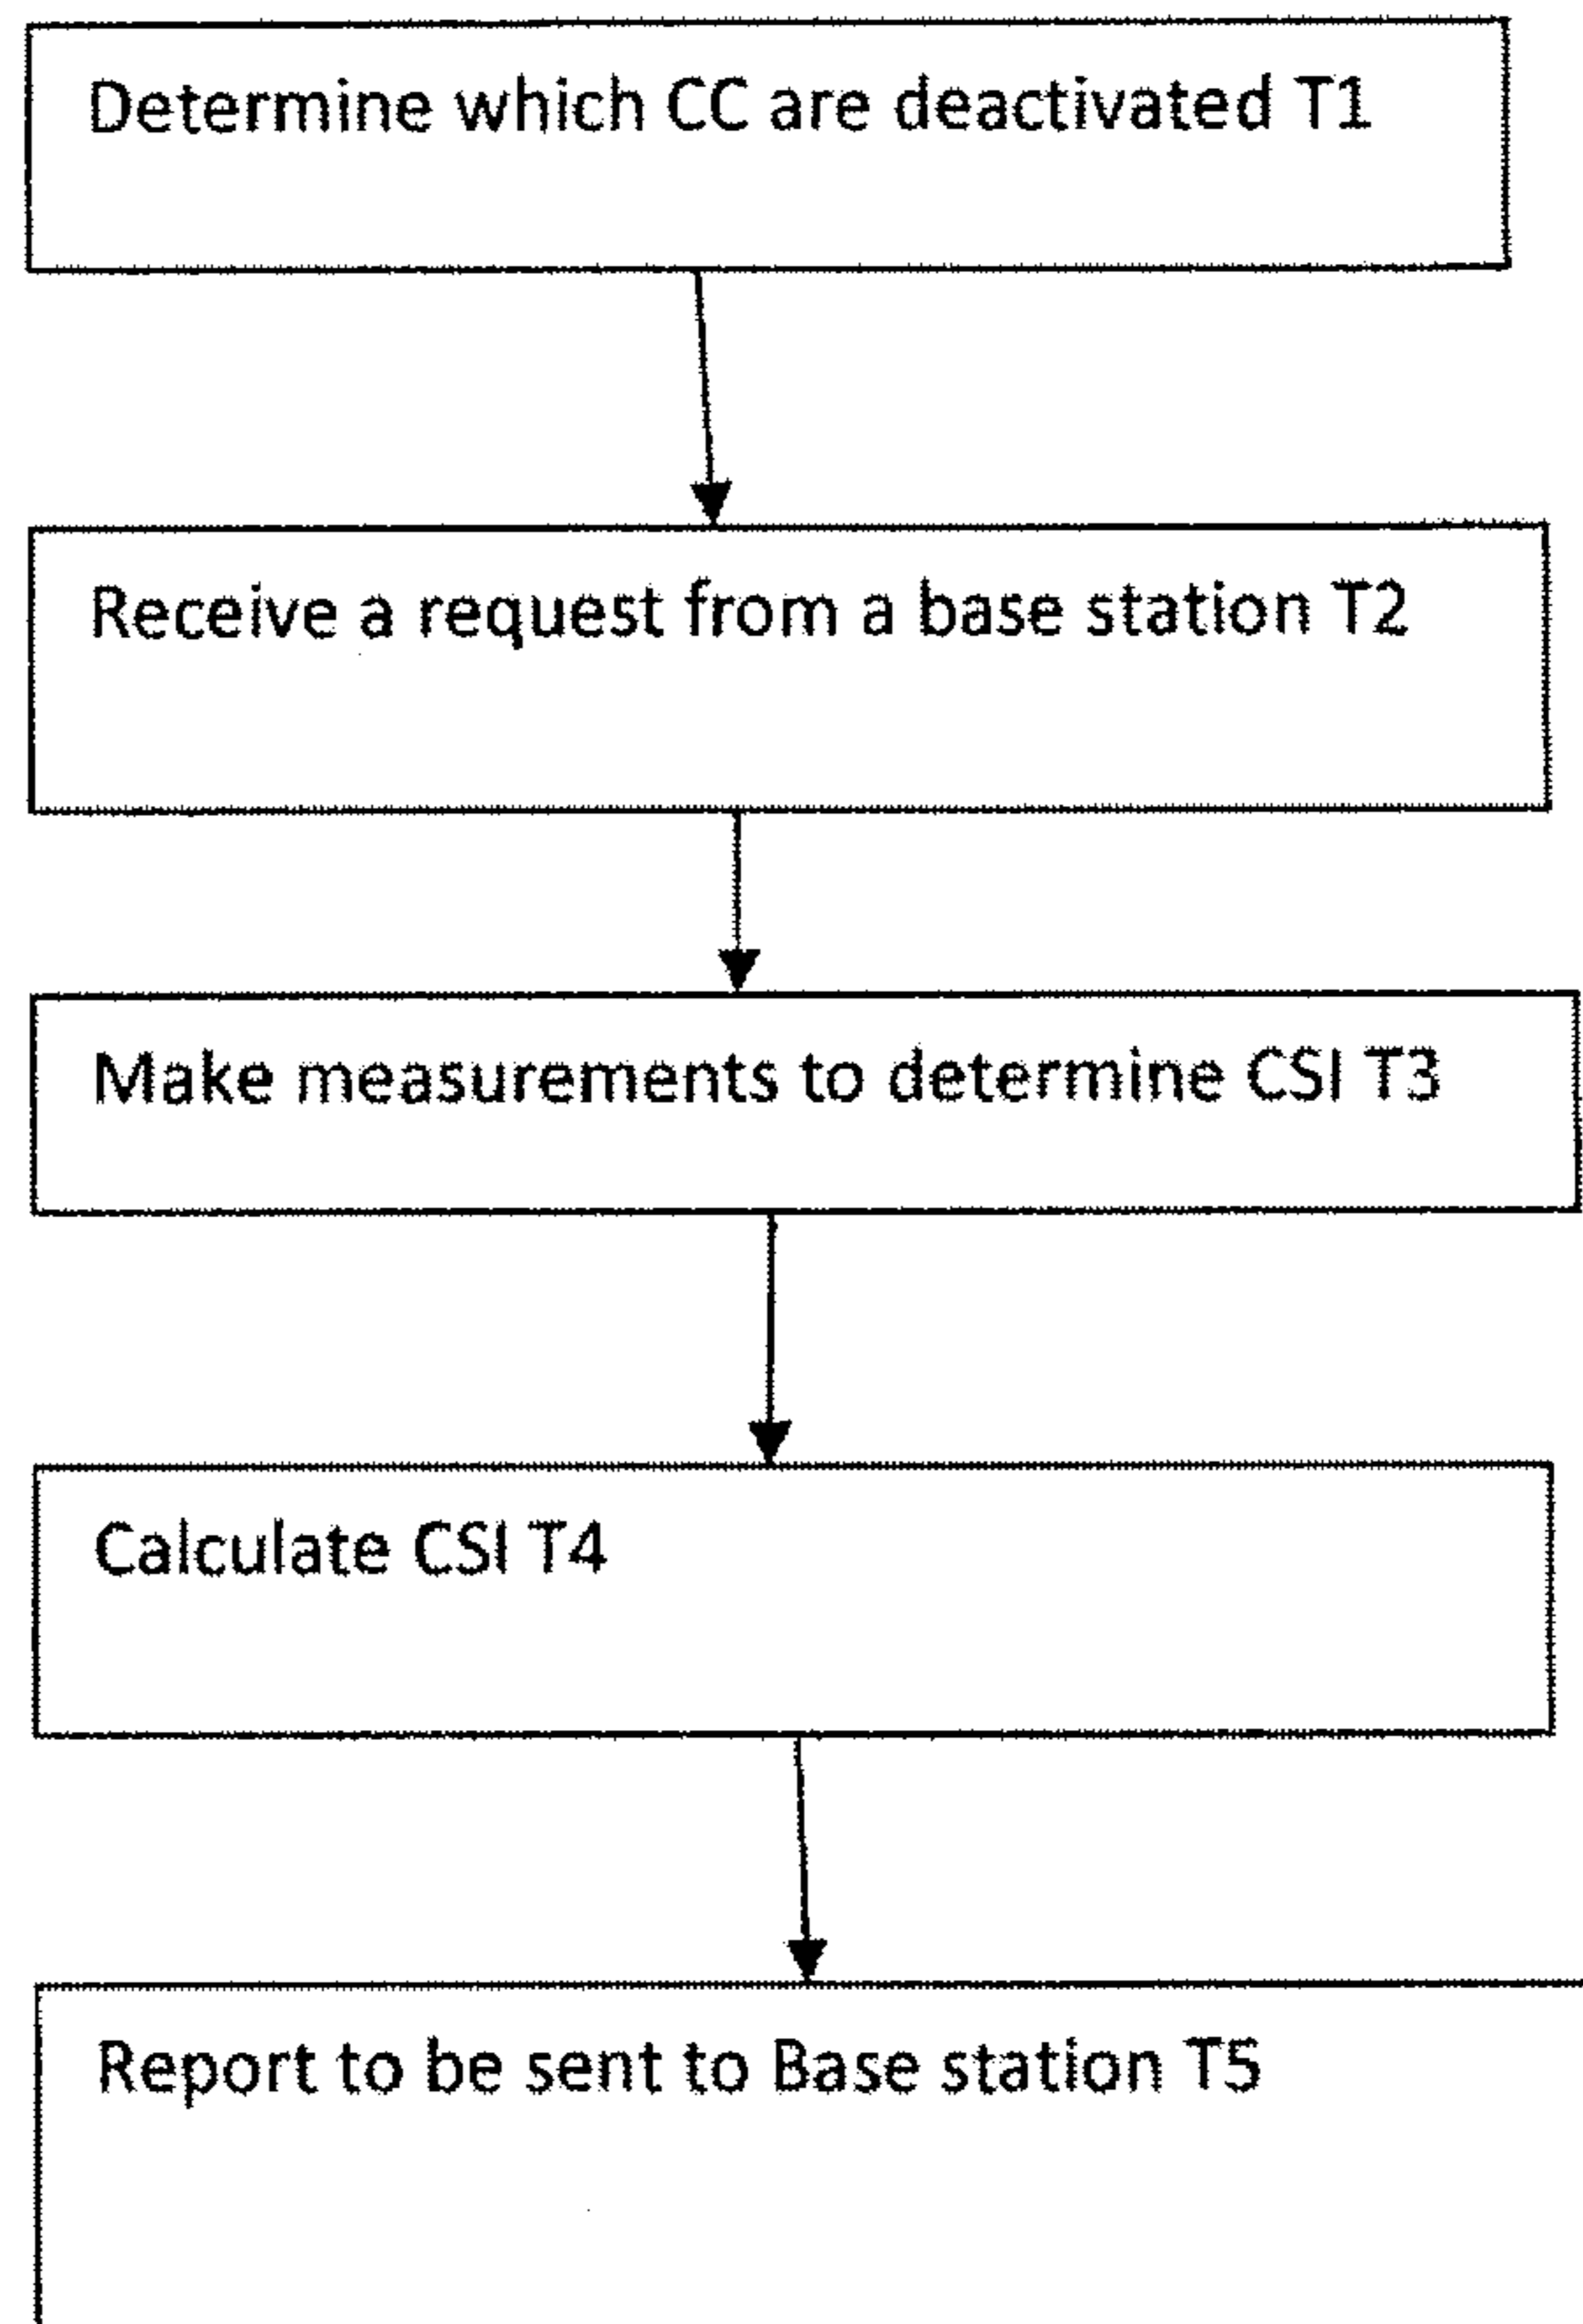 Determine which CC are deactivated T1
Receive a request from a base station T2
Make measurements to determine CSI T3
Calculate CSI T4
Report to be sent to Base station T5